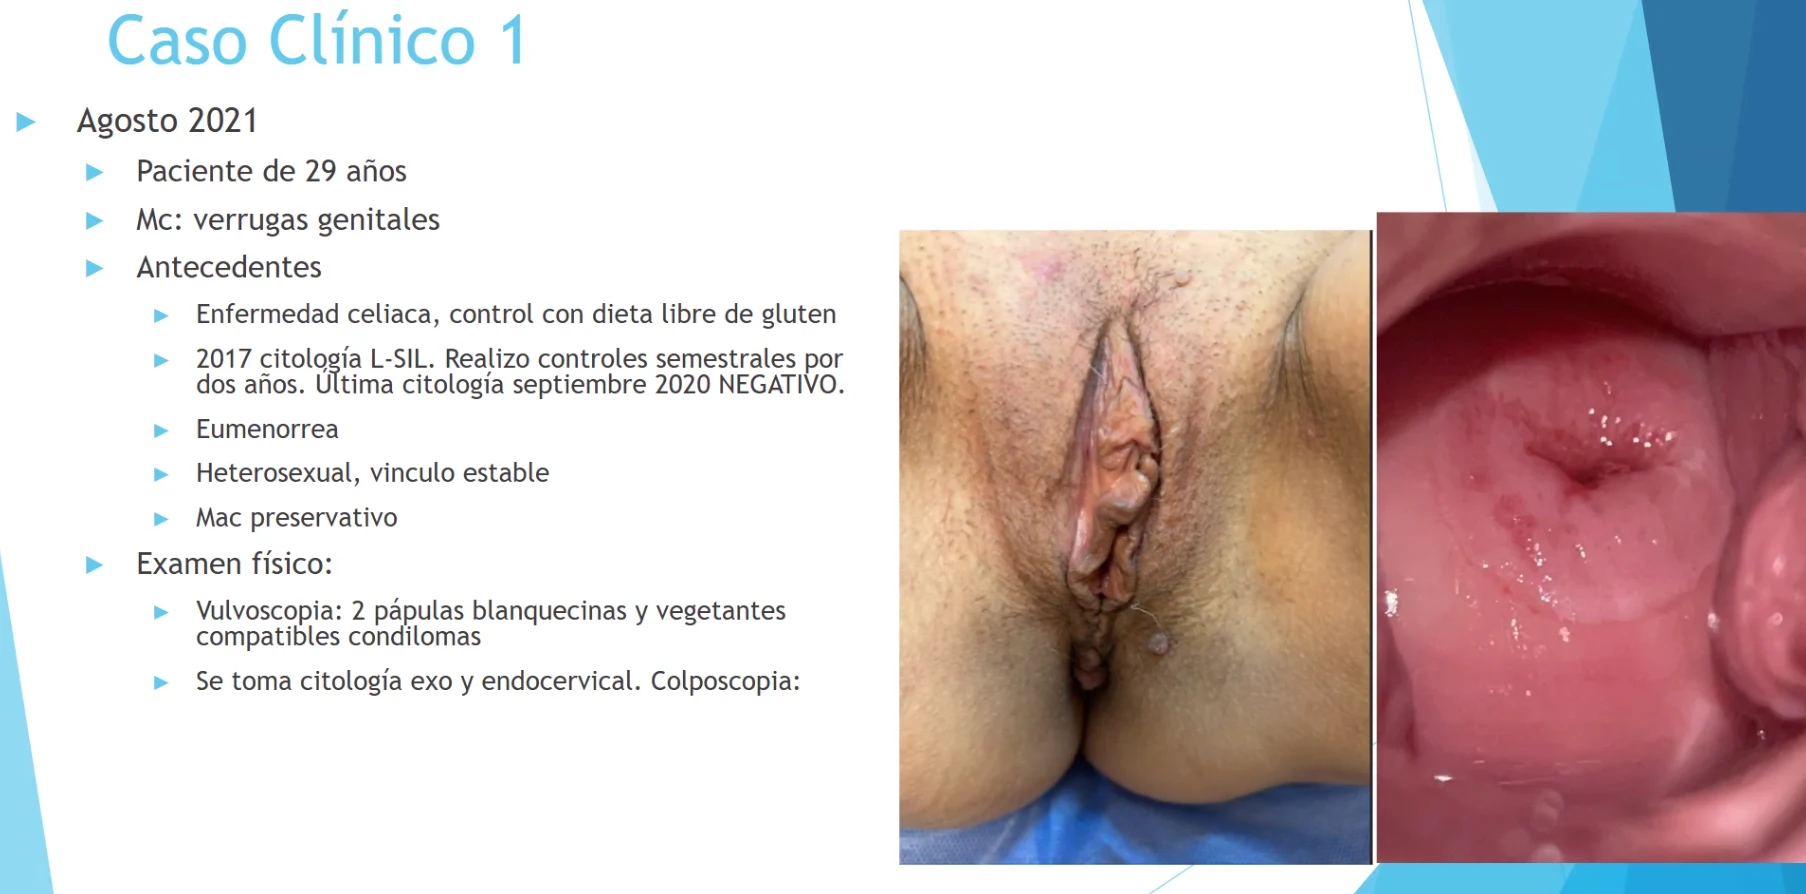 Caso Clínico 1
Agosto 2021
Paciente de 29 años
Mc: verrugas genitales
Antecedentes
Enfermedad celiaca, control con dieta libre de gluten
2017 citología L-SIL. Realizo controles semestrales por
dos años. Última citología septiembre 2020 NEGATIVO.
Eumenorrea
Heterosexual, vinculo estable
Mac preservativo
Examen físico:
Vulvoscopia: 2 pápulas blanquecinas y vegetantes
compatibles condilomas
Se toma citología exo y endocervical. Colposcopia: